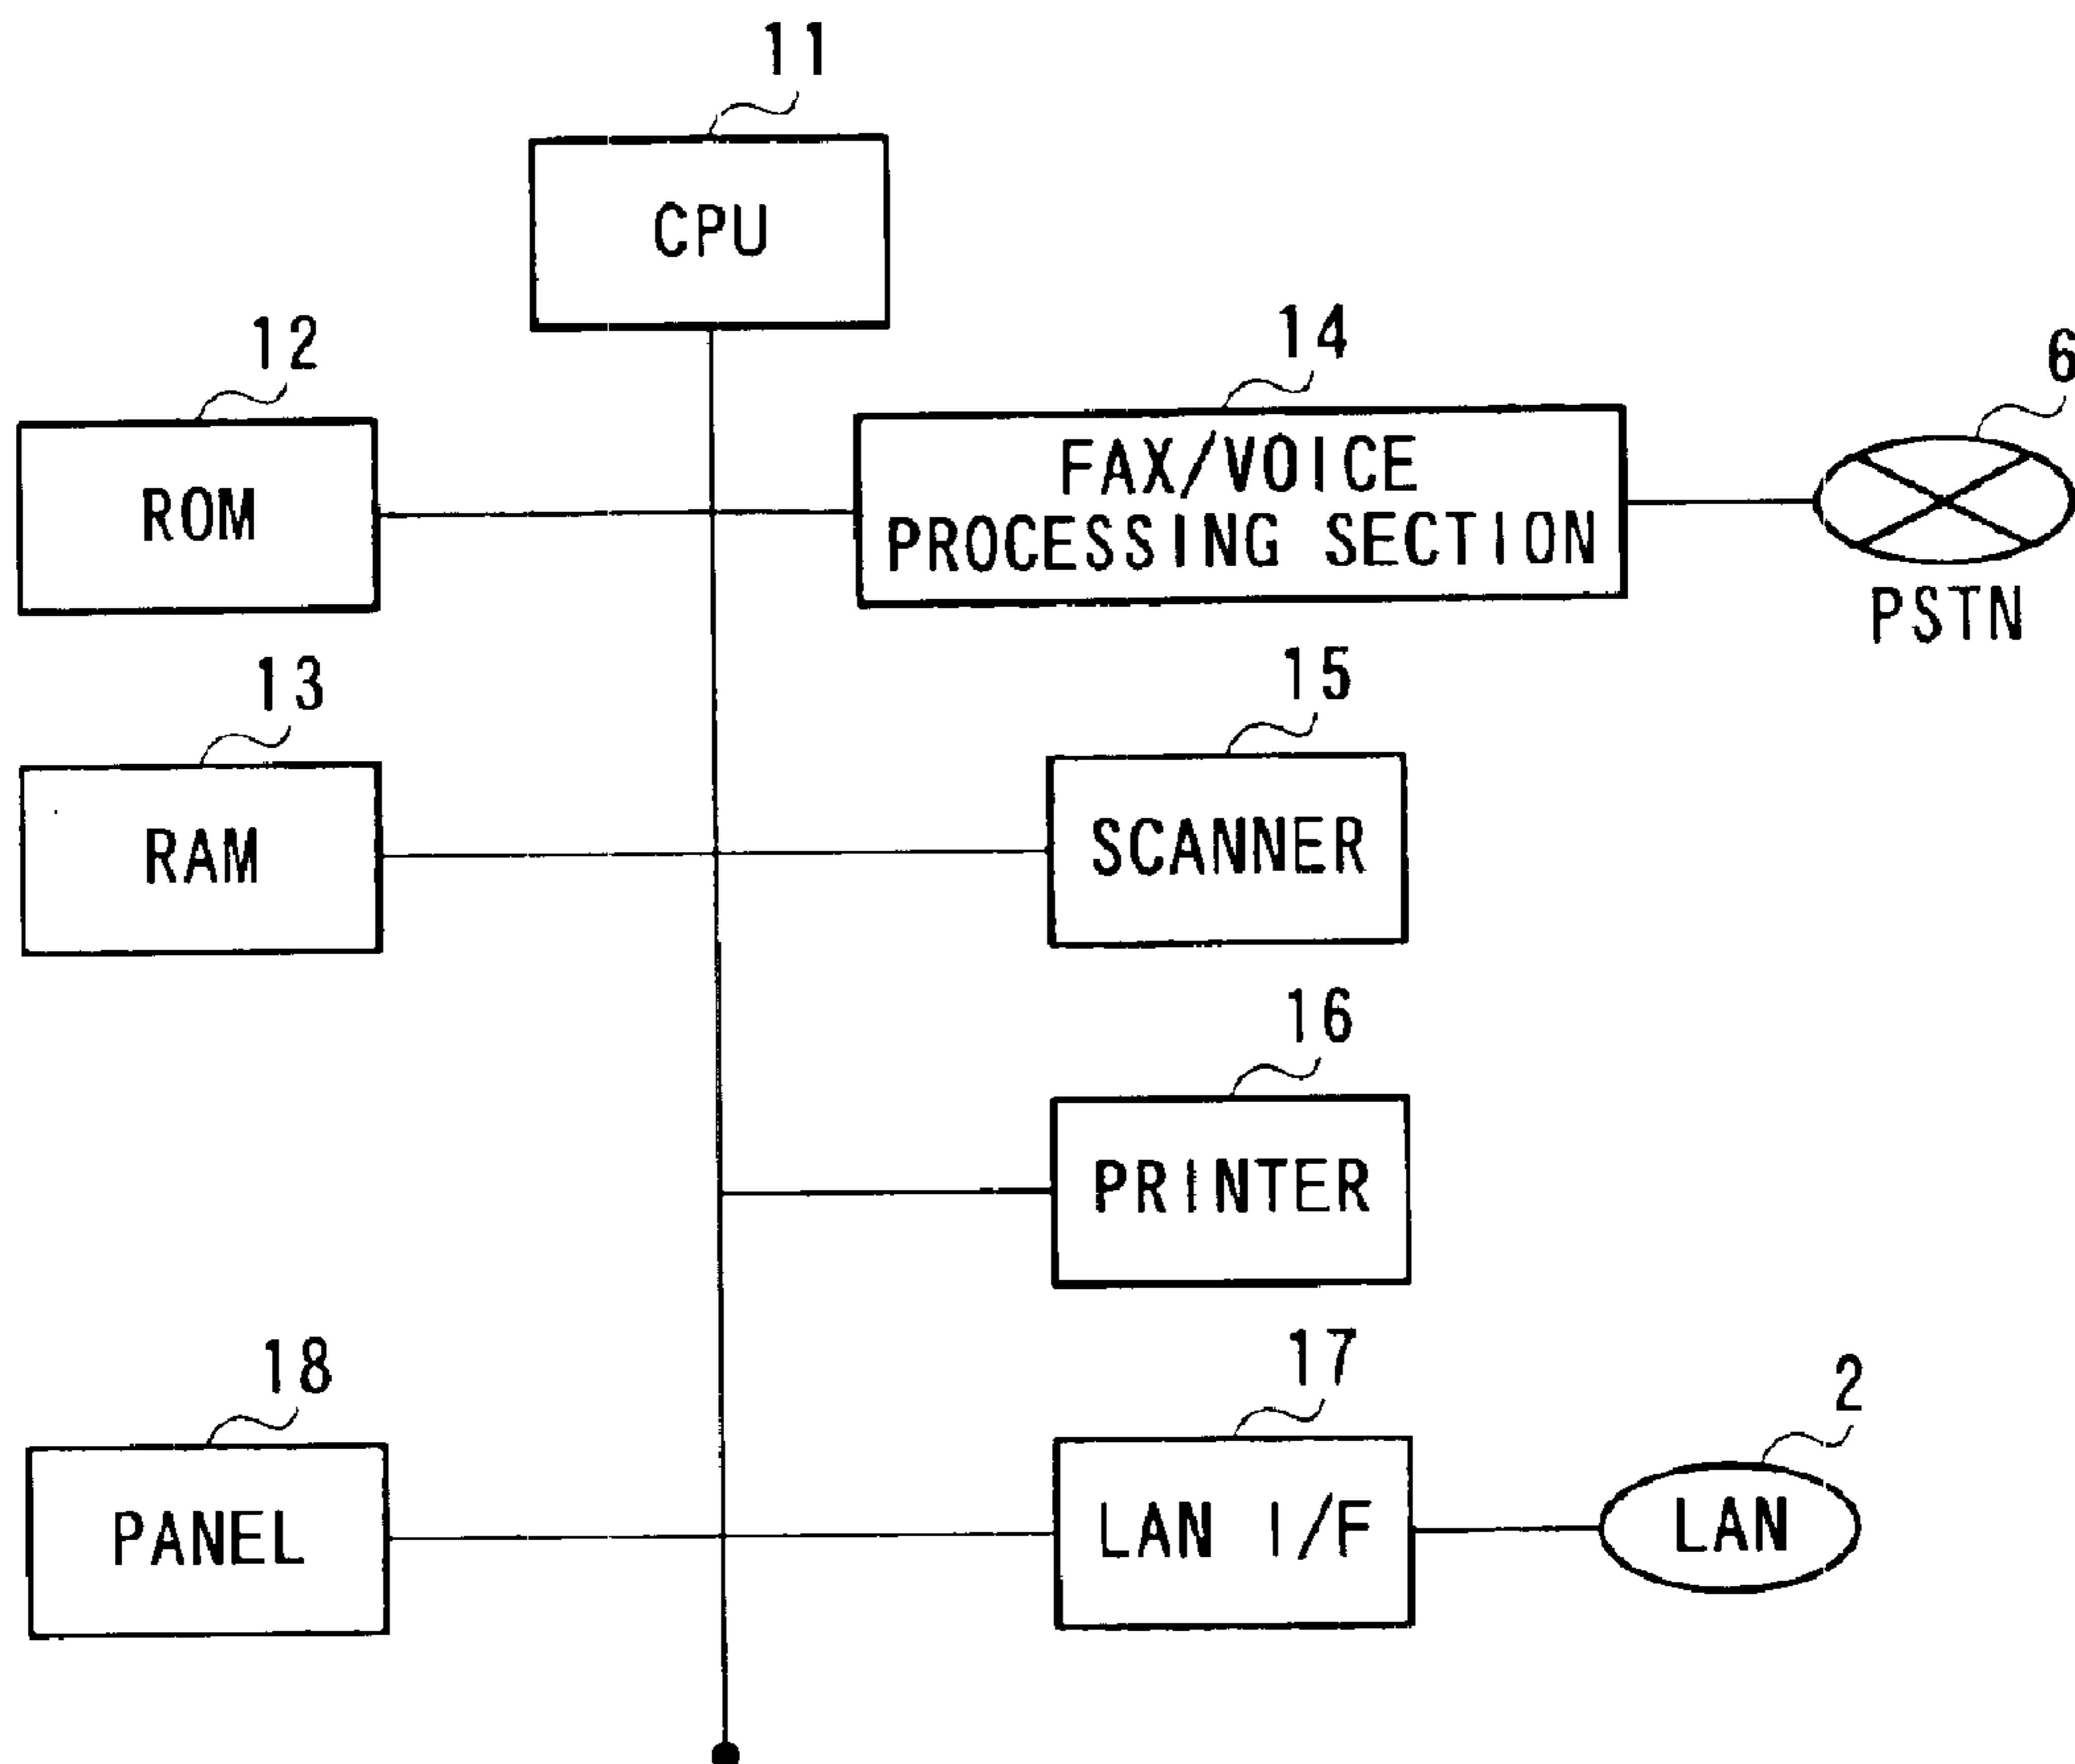 11
CPU
12
ROM
14
FAX/VOICE
PROCESSING SECTION
6
PSTN
13
RAM
15
SCANNER
16
PRINTER
18
PANEL
17
LAN I/F
2
LAN